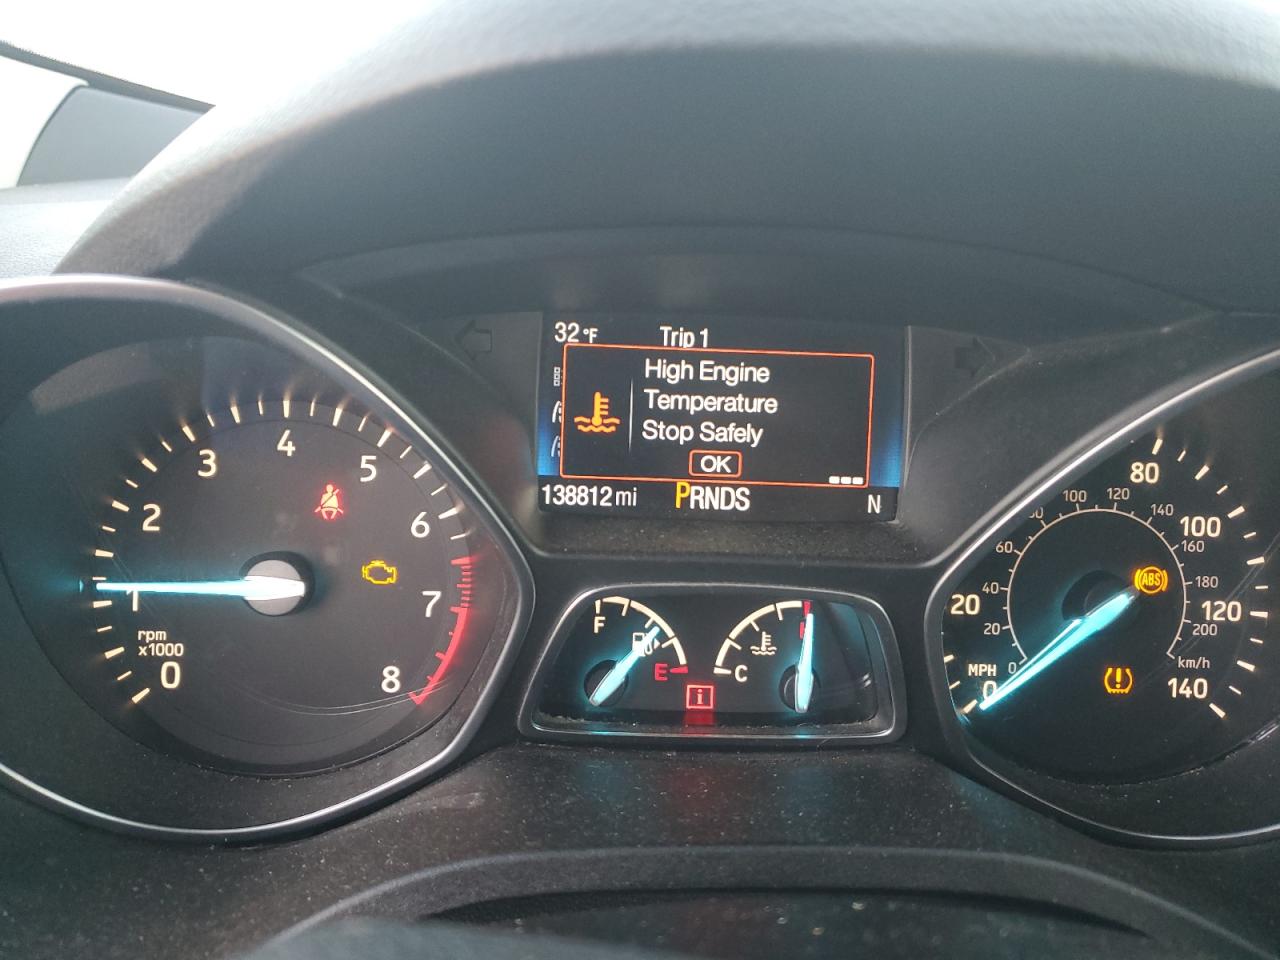 32°F Trip 1
High Engine
Temperature
Stop Safely
OK
138812 mi PRNDS N
0
1
2
3
4
5
6
7
8
rpm
x1000
F
E
C
H
i
ABS
!
0
20
80
100
120
140
MPH
0
20
40
60
80
100
120
140
160
180
200
km/h